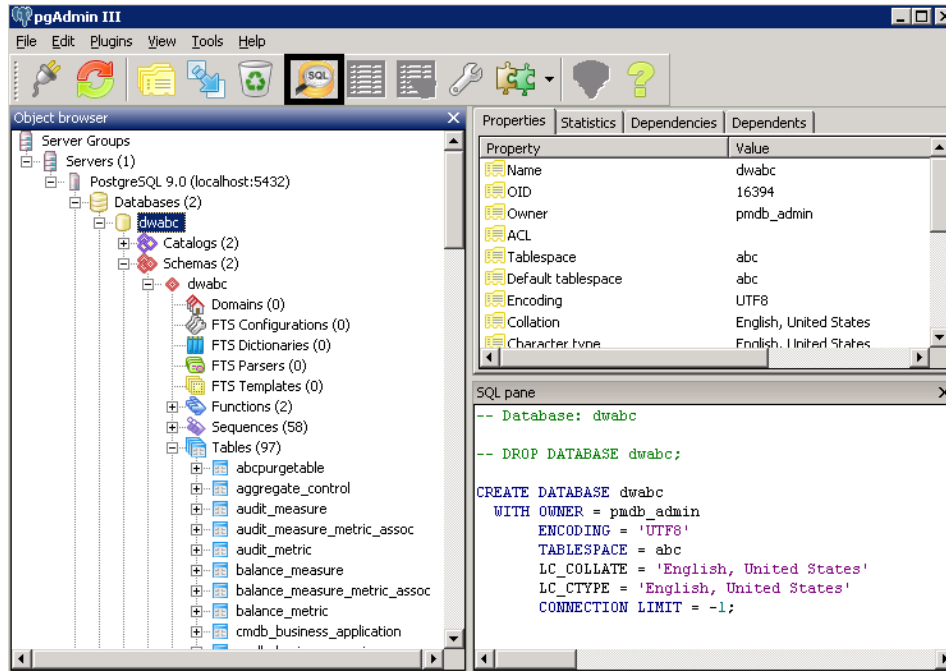 pgAdmin III
File Edit Plugins View Tools Help
SQL
Object browser
Server Groups
Servers (1)
PostgreSQL 9.0 (localhost:5432)
Databases (2)
dwabc
Catalogs (2)
Schemas (2)
dwabc
Domains (0)
FTS Configurations (0)
FTS Dictionaries (0)
FTS Parsers (0)
FTS Templates (0)
Functions (2)
Sequences (58)
Tables (97)
abcpurgetable
aggregate_control
audit_measure
audit_measure_metric_assoc
audit_metric
balance_measure
balance_measure_metric_assoc
balance_metric
cmdb_business_application
Properties Statistics Dependencies Dependents
Property Value
Name dwabc
OID 16394
Owner pmdb_admin
ACL
Tablespace abc
Default tablespace abc
Encoding UTF8
Collation English, United States
Character type English, United States
SQL pane
-- Database: dwabc
-- DROP DATABASE dwabc;
CREATE DATABASE dwabc
WITH OWNER = pmdb_admin
ENCODING = 'UTF8'
TABLESPACE = abc
LC_COLLATE = 'English, United States'
LC_CTYPE = 'English, United States'
CONNECTION LIMIT = -1;